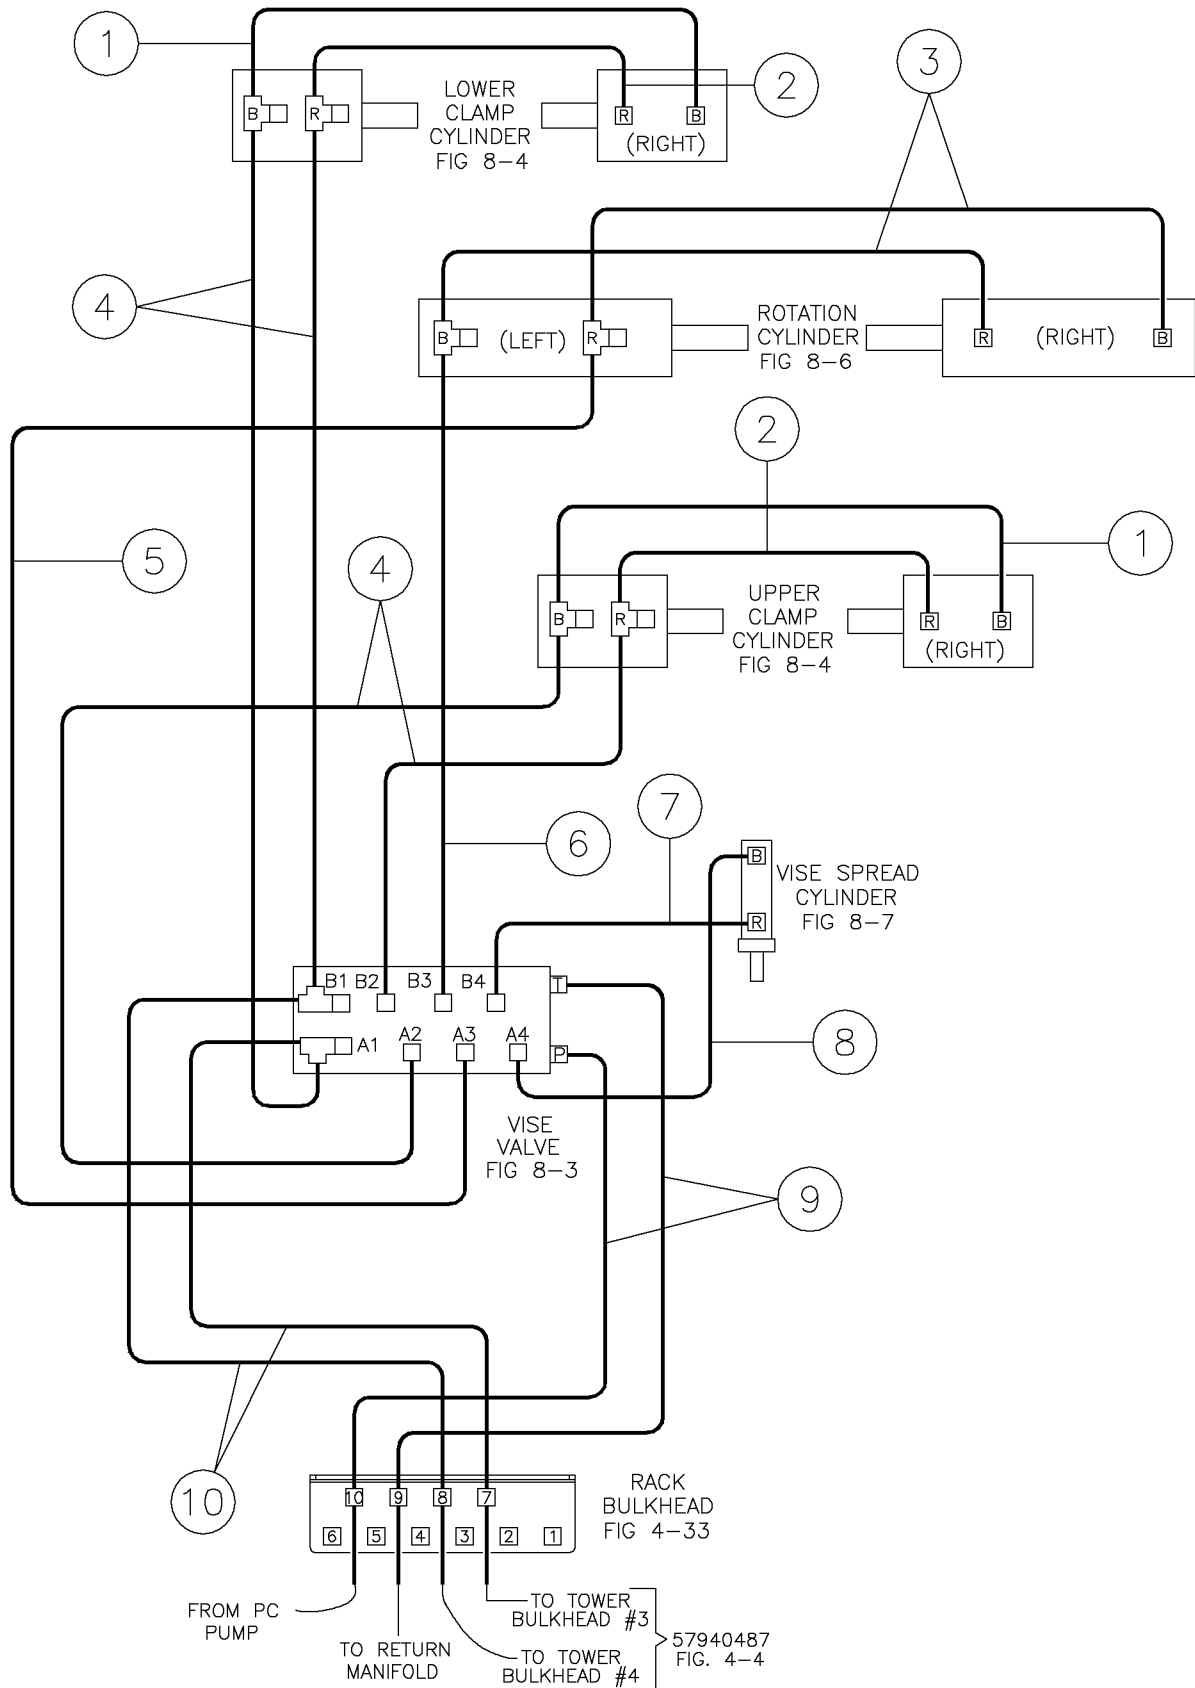 1
2
3
LOWER
CLAMP
CYLINDER
FIG 8-4
B
R
R
B
(RIGHT)
4
ROTATION
CYLINDER
FIG 8-6
B
(LEFT)
R
R
(RIGHT)
B
2
5
4
1
UPPER
CLAMP
CYLINDER
FIG 8-4
B
R
R
B
(RIGHT)
7
6
B
VISE SPREAD
CYLINDER
FIG 8-7
R
B1
B2
B3
B4
T
A1
A2
A3
A4
P
8
VISE
VALVE
FIG 8-3
9
10
RACK
BULKHEAD
FIG 4-33
10
9
8
7
6
5
4
3
2
1
FROM PC
PUMP
TO RETURN
MANIFOLD
TO TOWER
BULKHEAD #3
TO TOWER
BULKHEAD #4
57940487
FIG. 4-4